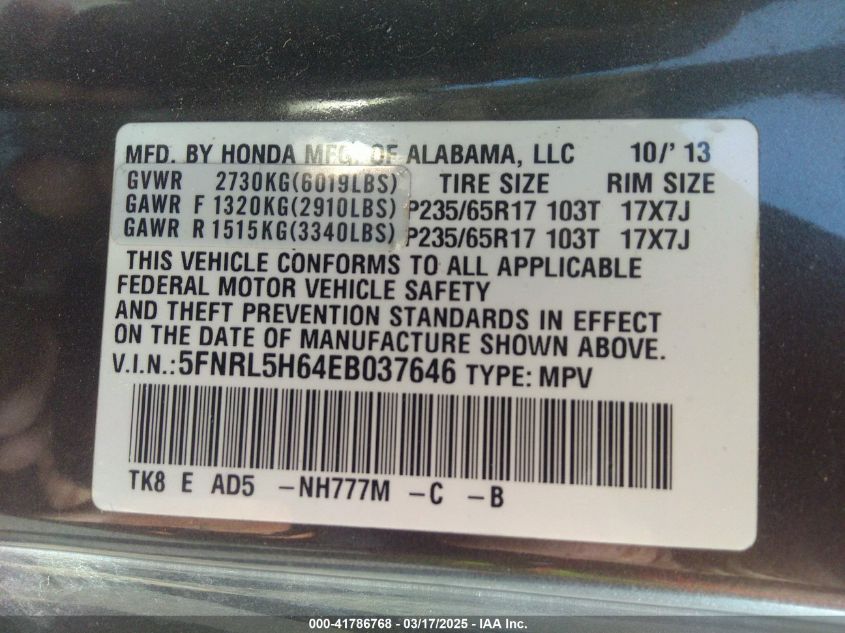 MFD. BY HONDA MFG. OF ALABAMA, LLC 10/'13
GVWR 2730KG(6019LBS) TIRE SIZE RIM SIZE
GAWR F 1320KG(2910LBS) P235/65R17 103T 17X7J
GAWR R 1515KG(3340LBS) P235/65R17 103T 17X7J
THIS VEHICLE CONFORMS TO ALL APPLICABLE
FEDERAL MOTOR VEHICLE SAFETY
AND THEFT PREVENTION STANDARDS IN EFFECT
ON THE DATE OF MANUFACTURE SHOWN ABOVE.
V.I.N.:5FNRL5H64EB037646 TYPE: MPV
TK8 E AD5 -NH777M -C -B
000-41786768 — 03/17/2025 — IAA Inc.